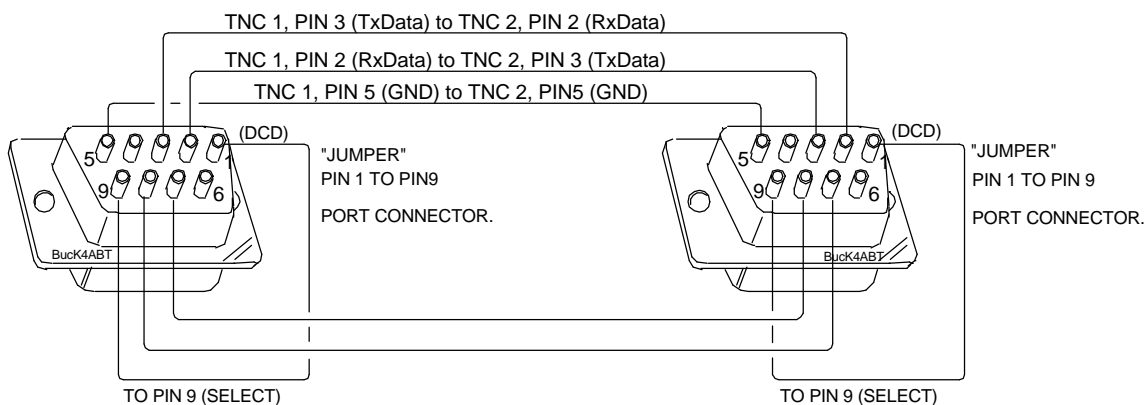 TNC 1, PIN 3 (TxData) to TNC 2, PIN 2 (RxData)
TNC 1, PIN 2 (RxData) to TNC 2, PIN 3 (TxData)
TNC 1, PIN 5 (GND) to TNC 2, PIN5 (GND)
(DCD)
5
1
9
6
"JUMPER"
PIN 1 TO PIN9
PORT CONNECTOR.
BucK4ABT
TO PIN 9 (SELECT)
(DCD)
5
1
9
6
"JUMPER"
PIN 1 TO PIN 9
PORT CONNECTOR.
BucK4ABT
TO PIN 9 (SELECT)